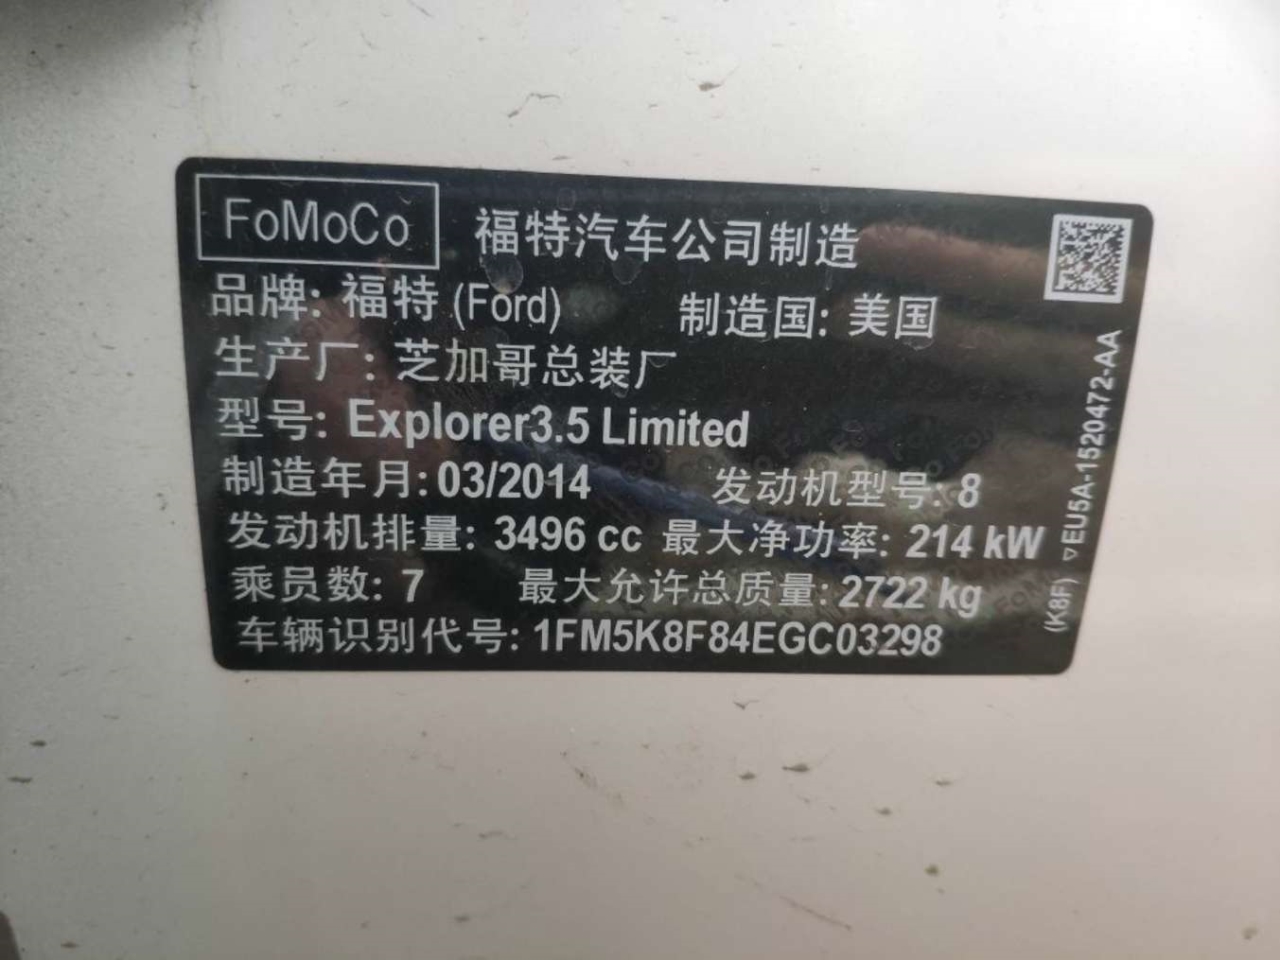 FoMoCo 福特汽车公司制造
品牌: 福特 (Ford) 制造国: 美国
生产厂: 芝加哥总装厂
型号: Explorer3.5 Limited
制造年月: 03/2014 发动机型号: 8
发动机排量: 3496 cc 最大净功率: 214 kW
乘员数: 7 最大允许总质量: 2722 kg
车辆识别代号: 1FM5K8F84EGC03298
(K8F) ▽EU5A-1520472-AA